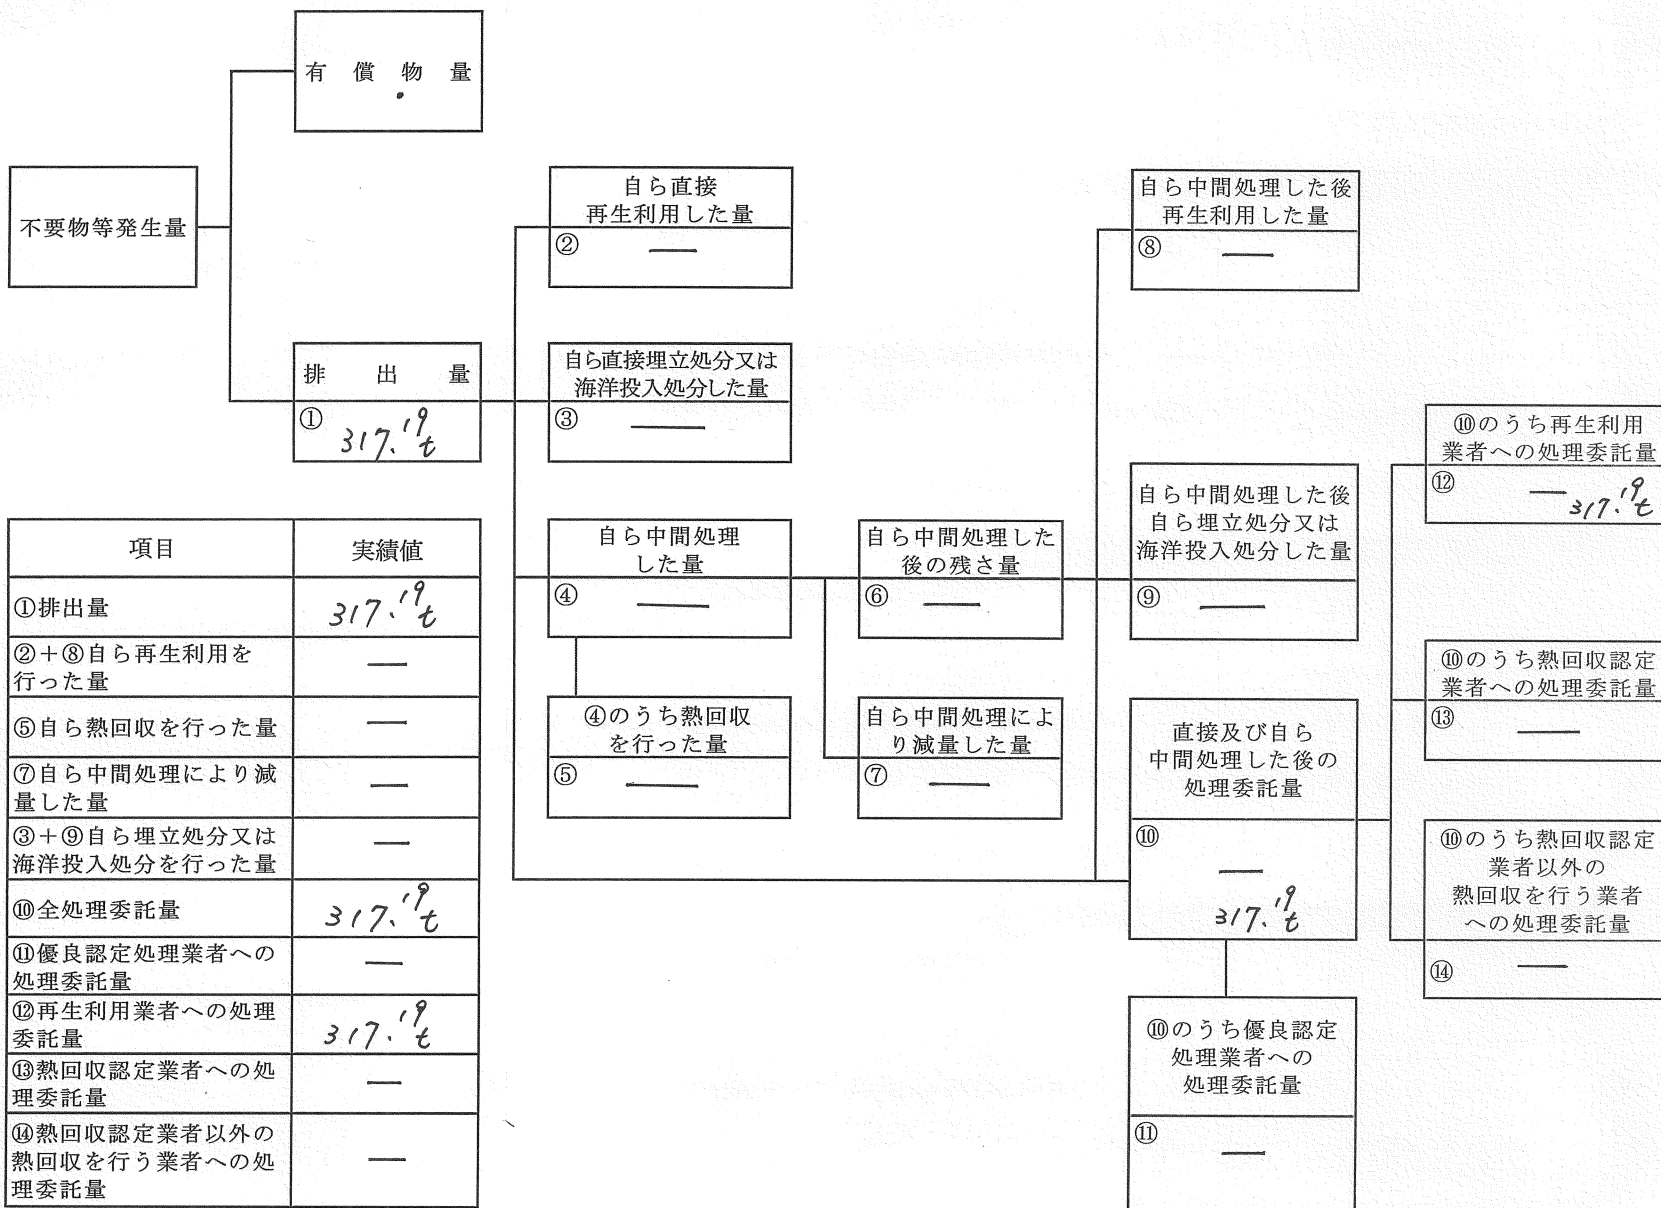 有償物量
不要物等発生量
排出量
① 317.19t
自ら直接
再生利用した量
② —
自ら直接埋立処分又は
海洋投入処分した量
③ —
自ら中間処理
した量
④ —
④のうち熱回収
を行った量
⑤ —
自ら中間処理した
後の残さ量
⑥ —
自ら中間処理によ
り減量した量
⑦ —
自ら中間処理した後
再生利用した量
⑧ —
自ら中間処理した後
自ら埋立処分又は
海洋投入処分した量
⑨ —
直接及び自ら
中間処理した後の
処理委託量
⑩
—
317.19t
⑩のうち優良認定
処理業者への
処理委託量
⑪ —
⑩のうち再生利用
業者への処理委託量
⑫ — 317.19t
⑩のうち熱回収認定
業者への処理委託量
⑬ —
⑩のうち熱回収認定
業者以外の
熱回収を行う業者
への処理委託量
⑭ —
項目 実績値
①排出量 317.19t
②+⑧自ら再生利用を
行った量 —
⑤自ら熱回収を行った量 —
⑦自ら中間処理により減
量した量 —
③+⑨自ら埋立処分又は
海洋投入処分を行った量 —
⑩全処理委託量 317.19t
⑪優良認定処理業者への
処理委託量 —
⑫再生利用業者への処理
委託量 317.19t
⑬熱回収認定業者への処
理委託量 —
⑭熱回収認定業者以外の
熱回収を行う業者への処
理委託量 —